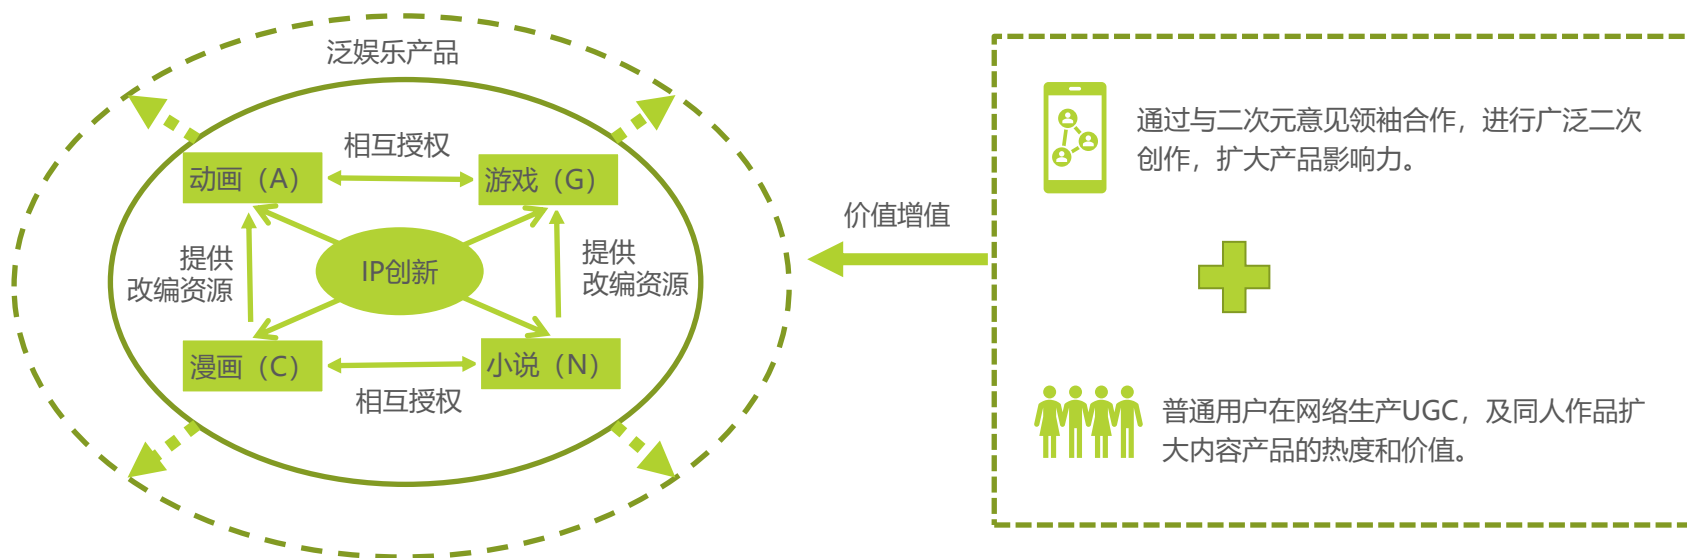 泛娱乐产品
相互授权
动画（A）
游戏（G）
提供
改编资源
IP创新
提供
改编资源
漫画（C）
小说（N）
相互授权
价值增值
通过与二次元意见领袖合作，进行广泛二次
创作，扩大产品影响力。
普通用户在网络生产UGC，及同人作品扩
大内容产品的热度和价值。